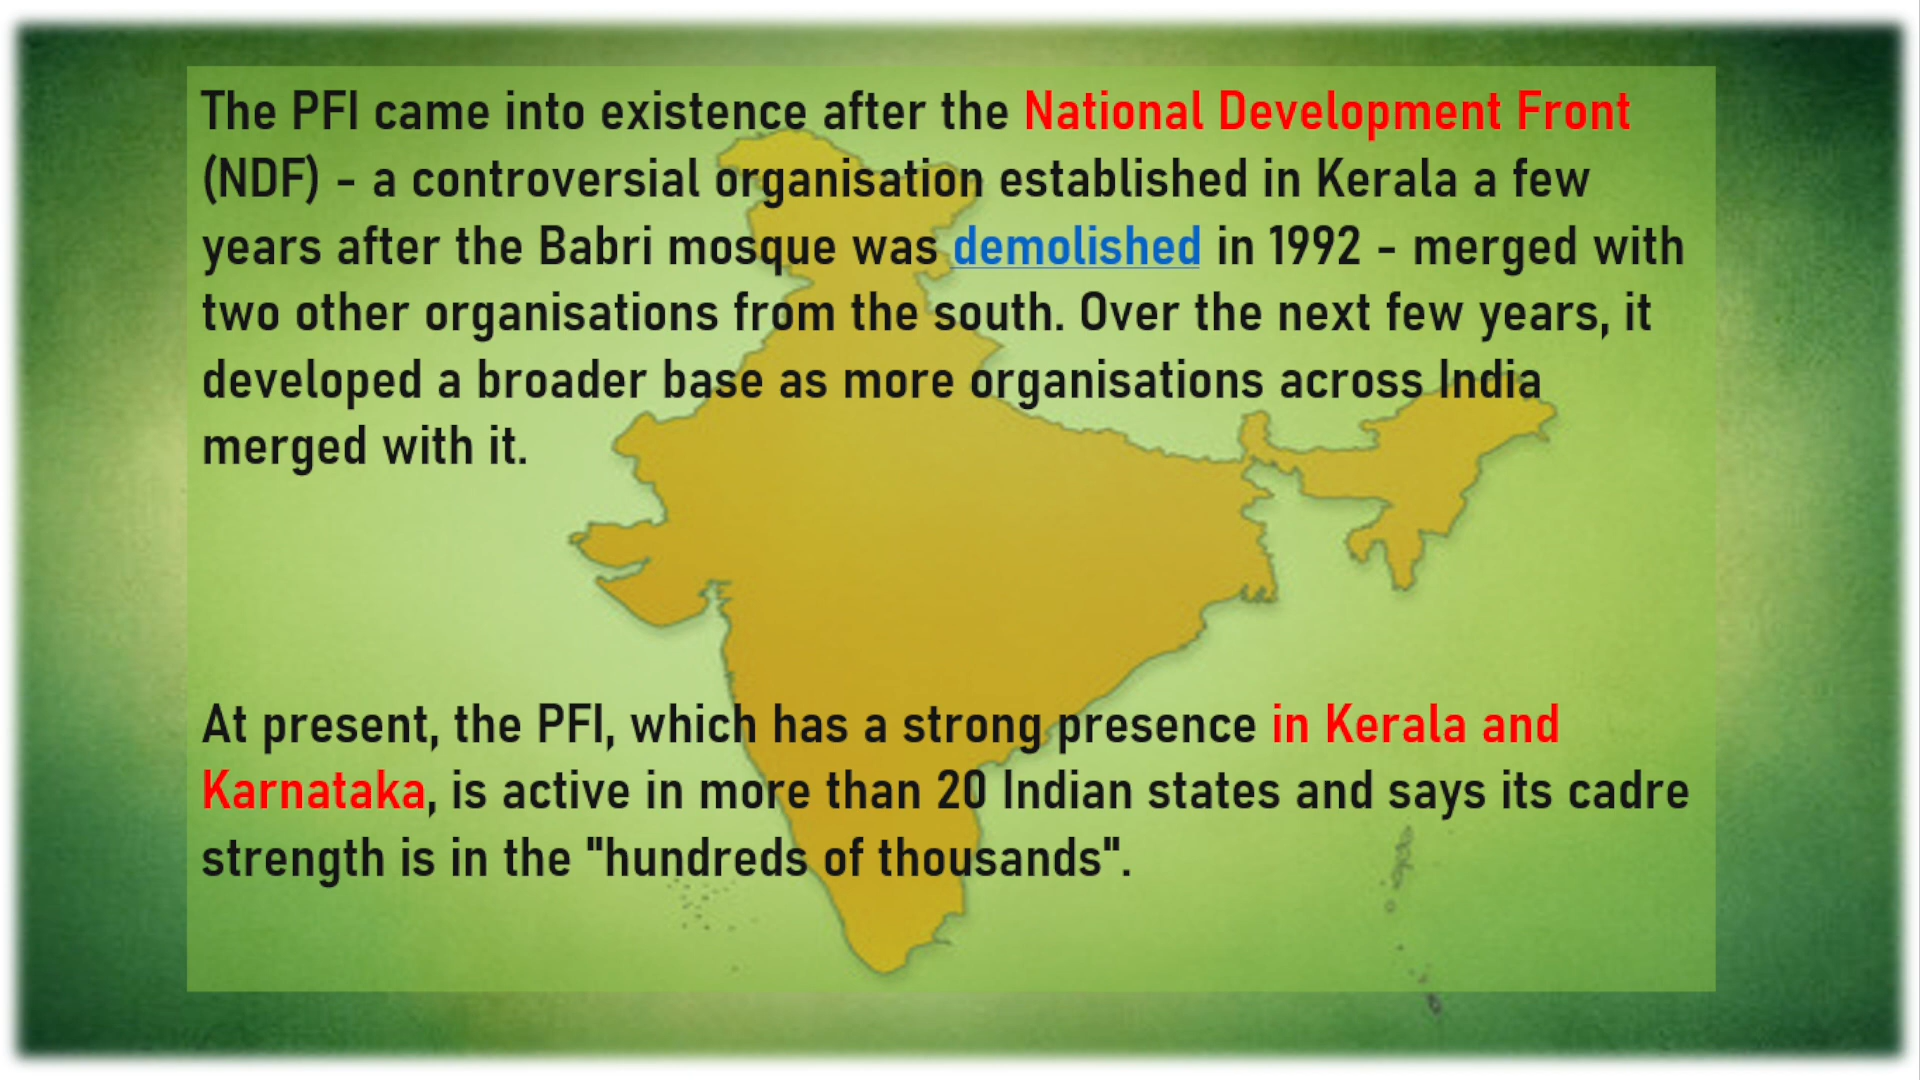 The PFI came into existence after the National Development Front
(NDF) - a controversial organisation established in Kerala a few
years after the Babri mosque was demolished in 1992 - merged with
two other organisations from the south. Over the next few years, it
developed a broader base as more organisations across India
merged with it.
At present, the PFI, which has a strong presence in Kerala and
Karnataka, is active in more than 20 Indian states and says its cadre
strength is in the "hundreds of thousands".